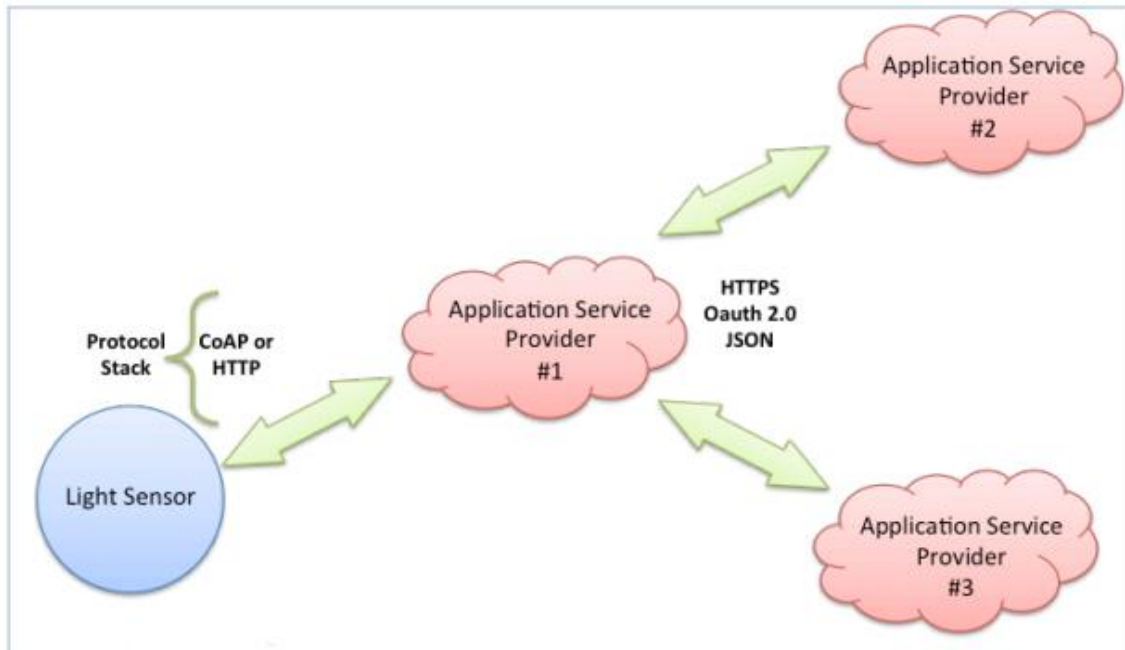 Application Service
Provider
#2
Application Service
Provider
#1
HTTPS
Oauth 2.0
JSON
Protocol
Stack
CoAP or
HTTP
Light Sensor
Application Service
Provider
#3